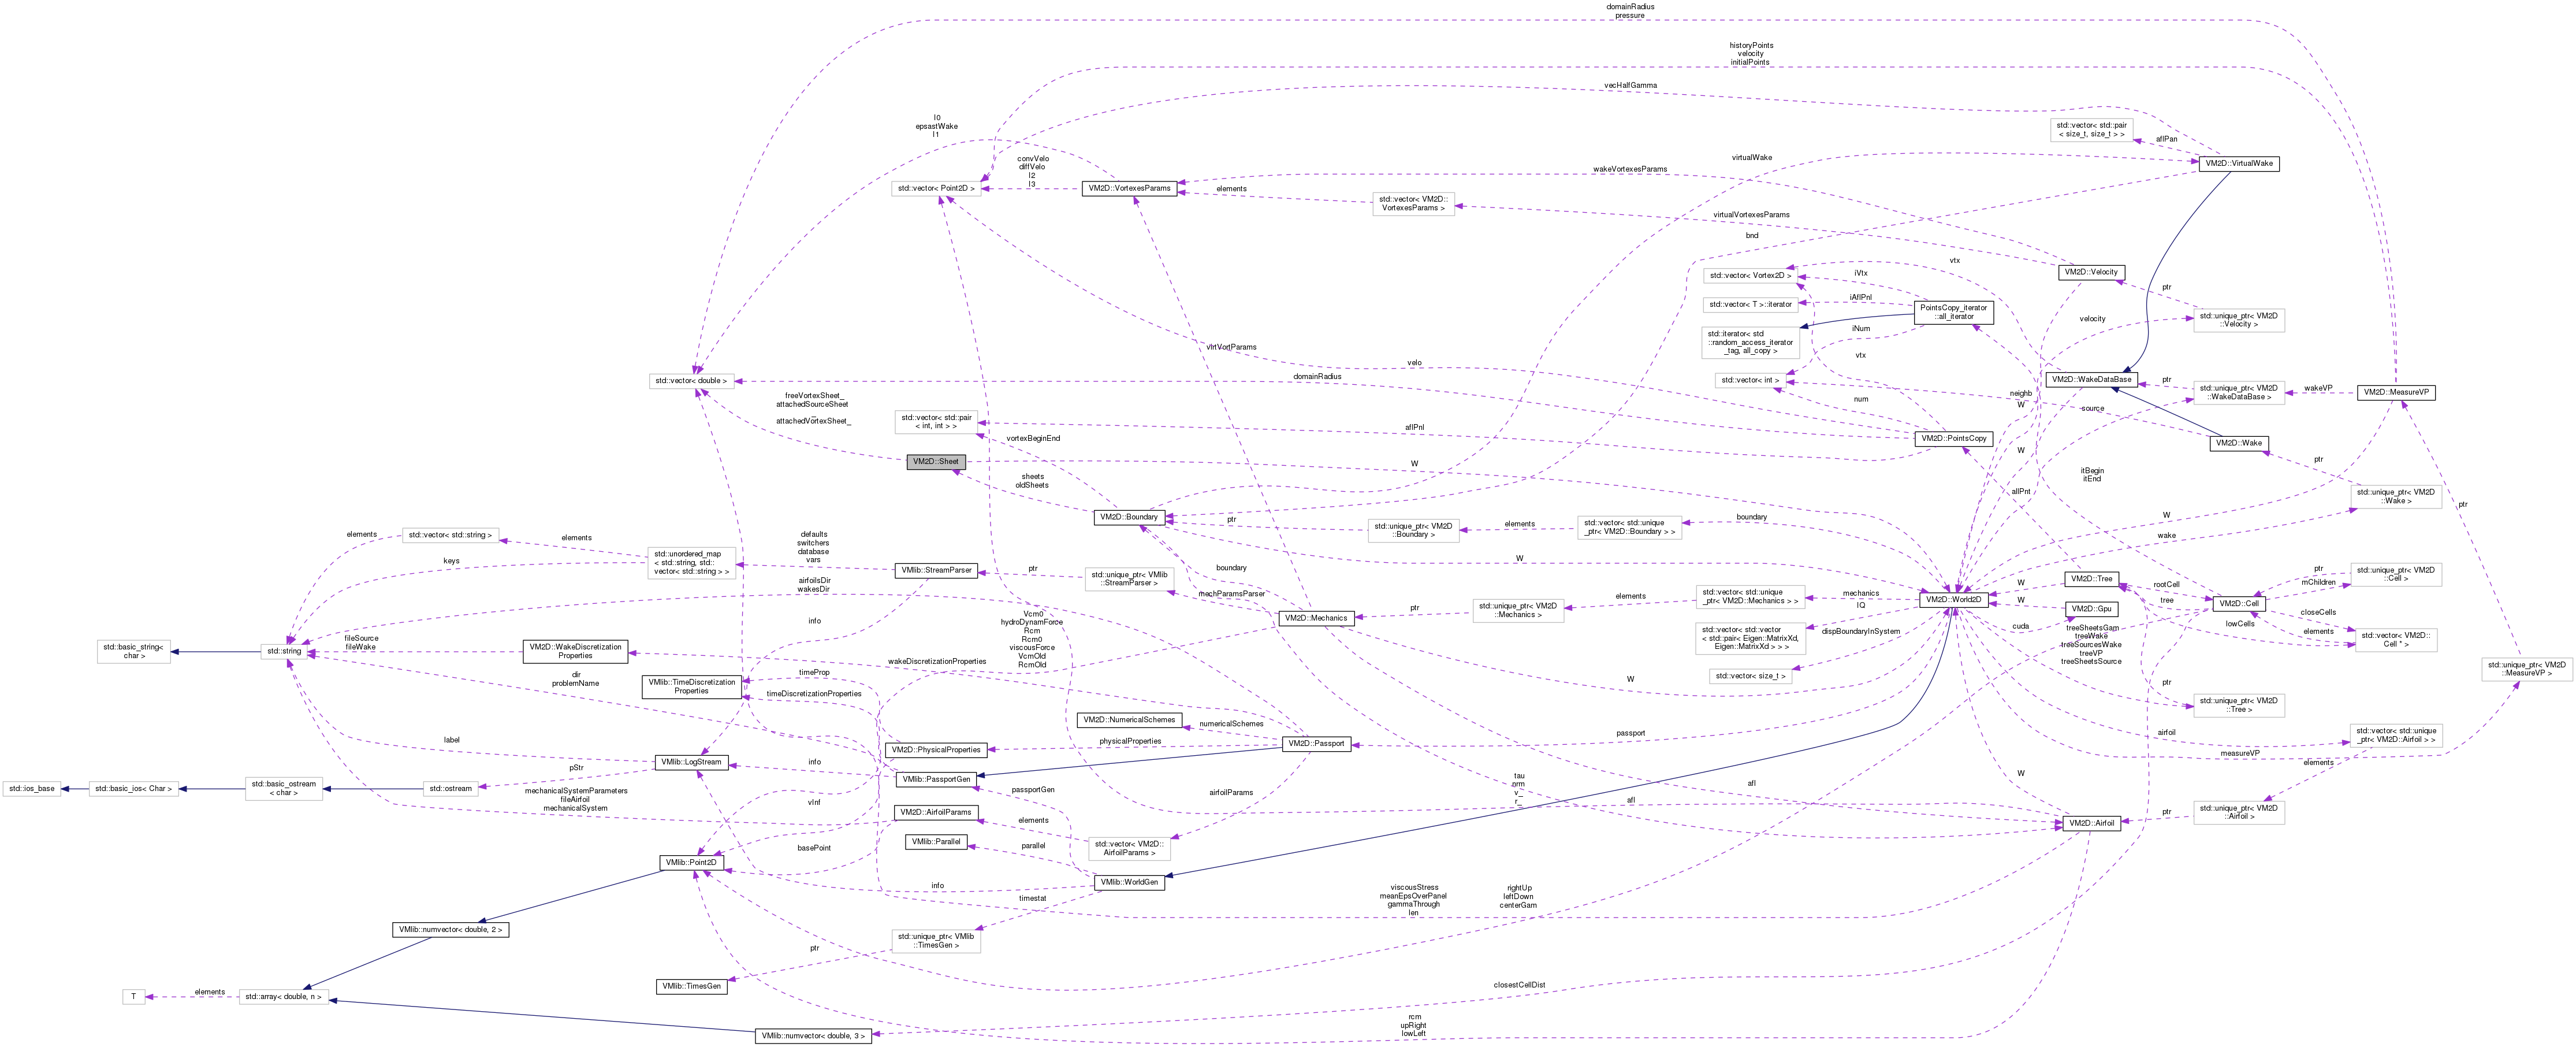 domainRadius
pressure
historyPoints
velocity
initialPoints
vecHalfGamma
l0
epsastWake
l1
std::vector< std::pair
< size_t, size_t > >
aflPan
VM2D::VirtualWake
virtualWake
convVelo
diffVelo
I2
I3
wakeVortexesParams
std::vector< Point2D >
VM2D::VortexesParams
elements
std::vector< VM2D::
VortexesParams >
virtualVortexesParams
bnd
vtx
std::vector< Vortex2D >
iVtx
VM2D::Velocity
ptr
std::vector< T >::iterator
iAflPnl
PointsCopy_iterator
::all_iterator
std::unique_ptr< VM2D
::Velocity >
velocity
std::iterator< std
::random_access_iterator
_tag, all_copy >
iNum
virtVortParams
velo
vtx
domainRadius
std::vector< double >
std::vector< int >
VM2D::WakeDataBase
ptr
std::unique_ptr< VM2D
::WakeDataBase >
wakeVP
VM2D::MeasureVP
neighb
W
source
freeVortexSheet_
attachedSourceSheet
_
attachedVortexSheet_
num
std::vector< std::pair
< int, int > >
aflPnl
vortexBeginEnd
VM2D::PointsCopy
VM2D::Wake
W
VM2D::Sheet
W
ptr
sheets
oldSheets
itBegin
itEnd
allPnt
std::unique_ptr< VM2D
::Wake >
ptr
VM2D::Boundary
ptr
std::unique_ptr< VM2D
::Boundary >
elements
std::vector< std::unique
_ptr< VM2D::Boundary > >
boundary
W
wake
elements
std::vector< std::string >
elements
defaults
switchers
database
vars
std::unordered_map
< std::string, std::
vector< std::string > >
keys
VMlib::StreamParser
ptr
std::unique_ptr< VMlib
::StreamParser >
boundary
W
mechParamsParser
airfoilsDir
wakesDir
VM2D::Tree
W
rootCell
tree
ptr
mChildren
std::unique_ptr< VM2D
::Cell >
VM2D::Cell
closeCells
elements
lowCells
std::vector< VM2D::
Cell * >
VM2D::World2D
W
VM2D::Gpu
cuda
mechanics
IQ
std::vector< std::unique
_ptr< VM2D::Mechanics > >
elements
std::unique_ptr< VM2D
::Mechanics >
ptr
VM2D::Mechanics
std::vector< std::vector
< std::pair< Eigen::MatrixXd,
Eigen::MatrixXd > > >
dispBoundaryInSystem
std::vector< size_t >
treeSheetsGam
treeWake
treeSourcesWake
treeVP
treeSheetsSource
info
Vcm0
hydroDynamForce
Rcm
Rcm0
viscousForce
VcmOld
RcmOld
std::basic_string<
char >
std::string
fileSource
fileWake
VM2D::WakeDiscretization
Properties
wakeDiscretizationProperties
dir
problemName
VMlib::TimeDiscretization
Properties
timeProp
timeDiscretizationProperties
W
ptr
std::unique_ptr< VM2D
::Tree >
std::unique_ptr< VM2D
::MeasureVP >
VM2D::NumericalSchemes
numericalSchemes
VM2D::PhysicalProperties
physicalProperties
VM2D::Passport
passport
airfoil
std::vector< std::unique
_ptr< VM2D::Airfoil > >
measureVP
elements
label
VMlib::LogStream
info
VMlib::PassportGen
pStr
std::ios_base
std::basic_ios< Char >
std::basic_ostream
< char >
std::ostream
mechanicalSystemParameters
fileAirfoil
mechanicalSystem
passportGen
vInf
VM2D::AirfoilParams
elements
airfoilParams
tau
nrm
v_
r_
afl
afl
W
std::unique_ptr< VM2D
::Airfoil >
ptr
VM2D::Airfoil
VMlib::Parallel
parallel
std::vector< VM2D::
AirfoilParams >
basePoint
VMlib::Point2D
info
VMlib::WorldGen
timestat
viscousStress
meanEpsOverPanel
gammaThrough
len
rightUp
leftDown
centerGam
VMlib::numvector< double, 2 >
std::unique_ptr< VMlib
::TimesGen >
ptr
VMlib::TimesGen
closestCellDist
T
elements
std::array< double, n >
rcm
upRight
lowLeft
VMlib::numvector< double, 3 >